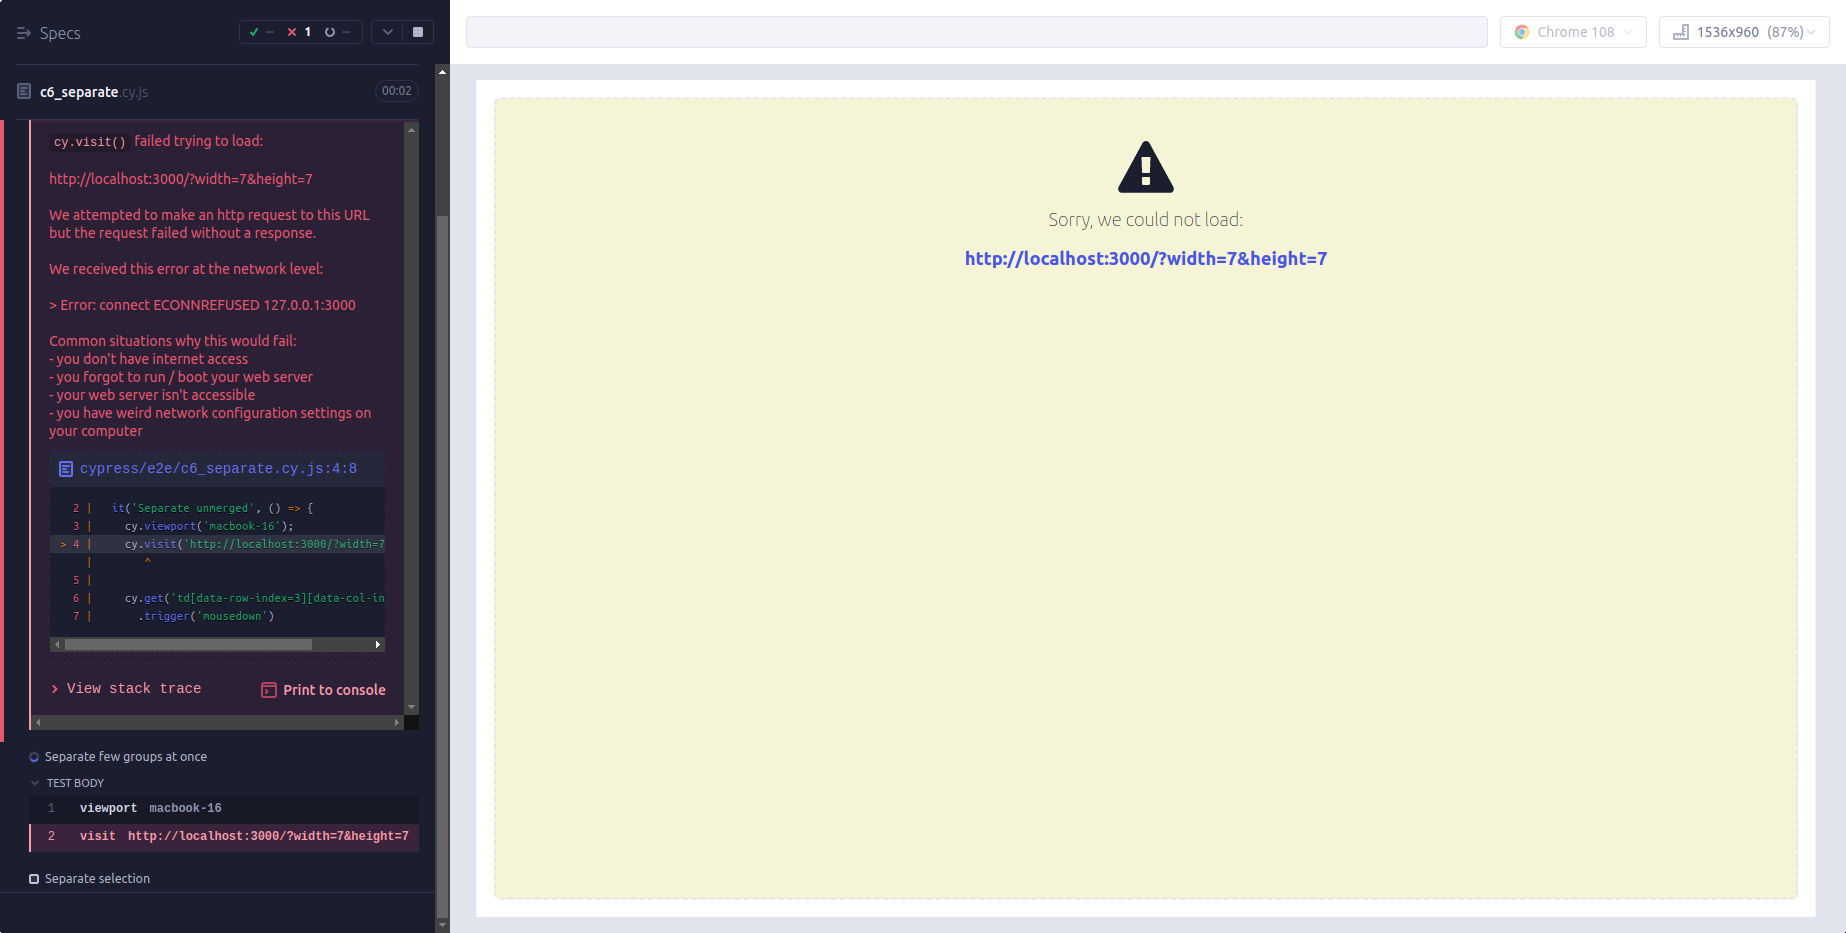 Specs
-- 1 --
c6_separate.cy.js 00:02
cy.visit() failed trying to load:
http://localhost:3000/?width=7&height=7
We attempted to make an http request to this URL
but the request failed without a response.
We received this error at the network level:
> Error: connect ECONNREFUSED 127.0.0.1:3000
Common situations why this would fail:
- you don't have internet access
- you forgot to run / boot your web server
- your web server isn't accessible
- you have weird network configuration settings on
your computer
cypress/e2e/c6_separate.cy.js:4:8
2 | it('Separate unmerged', () => {
3 | cy.viewport('macbook-16');
> 4 | cy.visit('http://localhost:3000/?width=7
| ^
5 |
6 | cy.get('td[data-row-index=3][data-col-in
7 | .trigger('mousedown')
View stack trace Print to console
Separate few groups at once
TEST BODY
1 viewport macbook-16
2 visit http://localhost:3000/?width=7&height=7
Separate selection
Chrome 108
1536x960 (87%)
Sorry, we could not load:
http://localhost:3000/?width=7&height=7